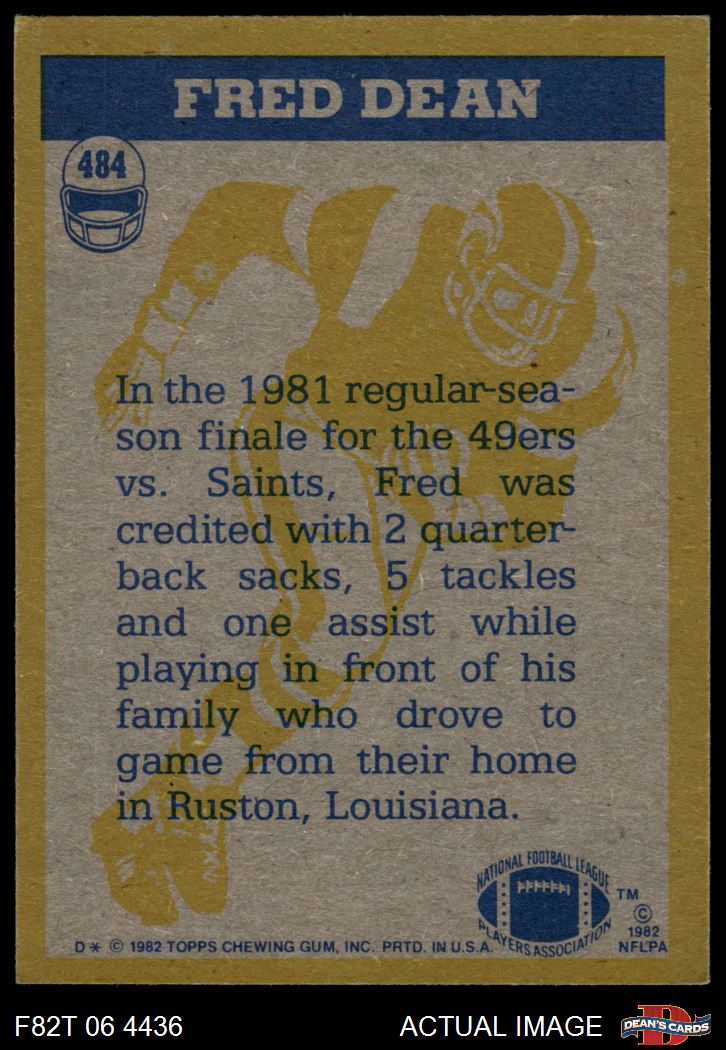 FRED DEAN
484
In the 1981 regular-sea-
son finale for the 49ers
vs. Saints, Fred was
credited with 2 quarter-
back sacks, 5 tackles
and one assist while
playing in front of his
family who drove to
game from their home
in Ruston, Louisiana.
NATIONAL FOOTBALL LEAGUE
PLAYERS ASSOCIATION
TM
©
1982
NFLPA
D* © 1982 TOPPS CHEWING GUM, INC. PRTD. IN U.S.A.
F82T 06 4436
ACTUAL IMAGE
D
DEAN'S CARDS